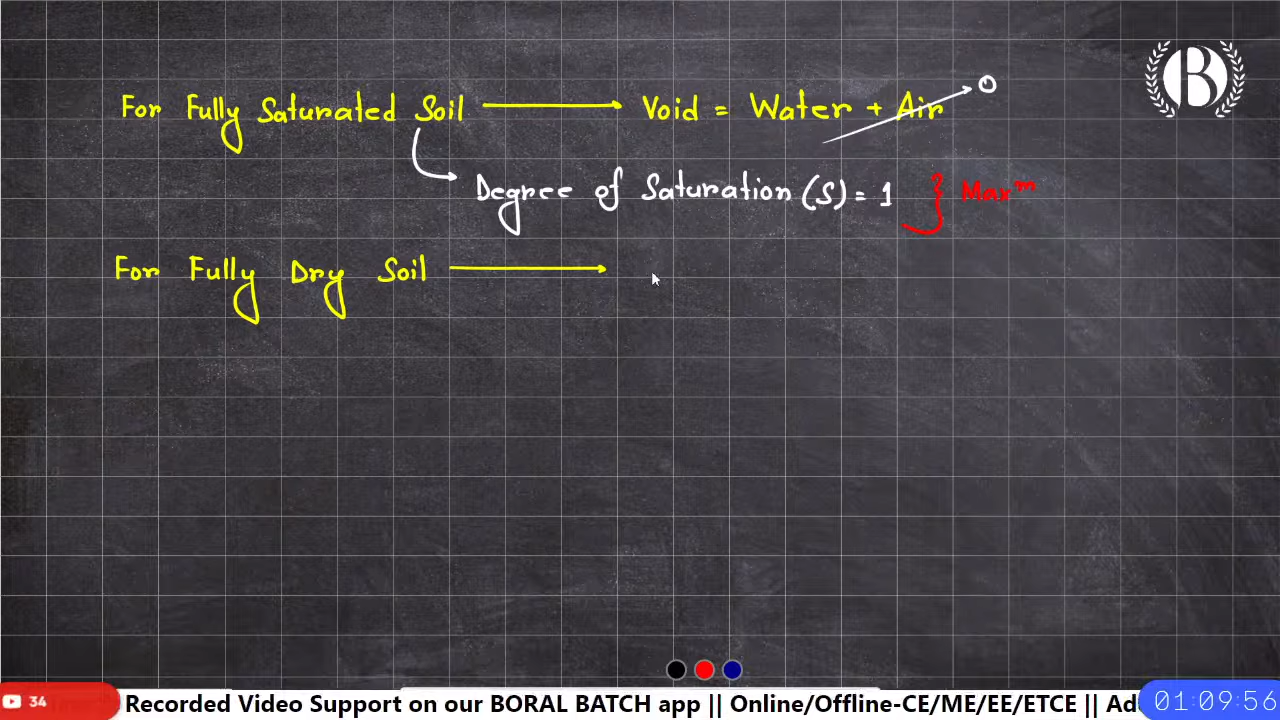 For Fully Saturated Soil → Void = Water + Air → 0
Degree of Saturation (S) = 1 } Maxᵐ
For Fully Dry Soil →
B
34
Recorded Video Support on our BORAL BATCH app || Online/Offline-CE/ME/EE/ETCE || Ad
01:09:56